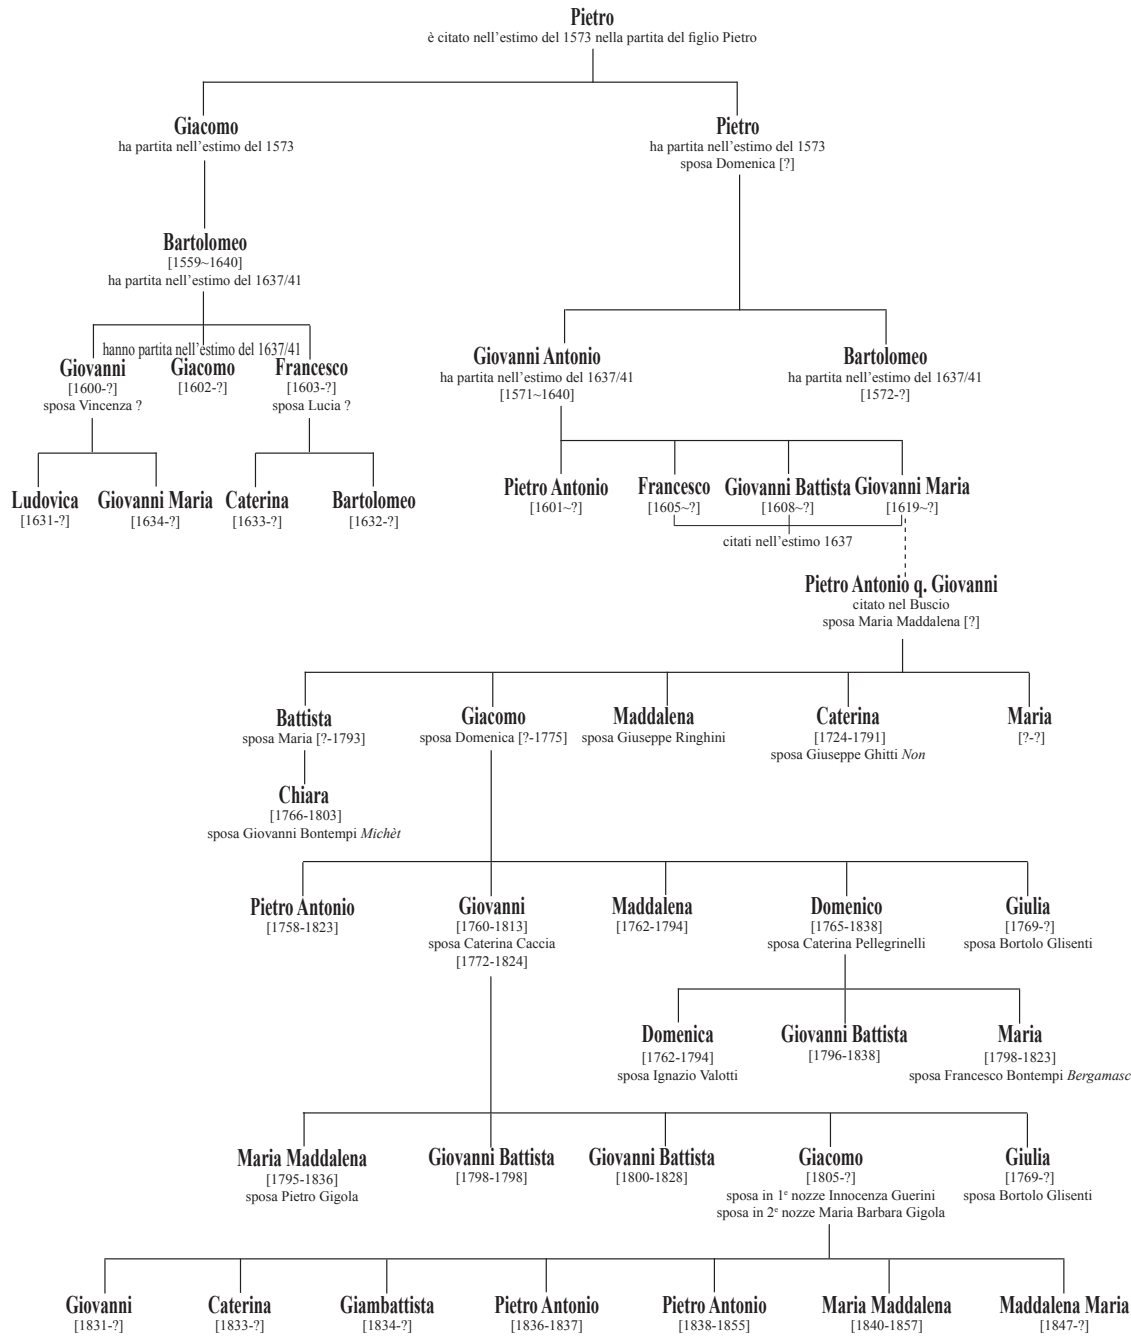 Pietro
è citato nell'estimo del 1573 nella partita del figlio Pietro
Giacomo
ha partita nell'estimo del 1573
Pietro
ha partita nell'estimo del 1573
sposa Domenica [?]
Bartolomeo
[1559~1640]
ha partita nell'estimo del 1637/41
hanno partita nell'estimo del 1637/41
Giovanni
[1600-?]
sposa Vincenza ?
Giacomo
[1602-?]
Francesco
[1603-?]
sposa Lucia ?
Giovanni Antonio
ha partita nell'estimo del 1637/41
[1571~1640]
Bartolomeo
ha partita nell'estimo del 1637/41
[1572-?]
Ludovica
[1631-?]
Giovanni Maria
[1634-?]
Caterina
[1633-?]
Bartolomeo
[1632-?]
Pietro Antonio
[1601~?]
Francesco
[1605~?]
Giovanni Battista
[1608~?]
Giovanni Maria
[1619~?]
citati nell'estimo 1637
Pietro Antonio q. Giovanni
citato nel Buscio
sposa Maria Maddalena [?]
Battista
sposa Maria [?-1793]
Giacomo
sposa Domenica [?-1775]
Maddalena
sposa Giuseppe Ringhini
Caterina
[1724-1791]
sposa Giuseppe Ghitti Non
Maria
[?-?]
Chiara
[1766-1803]
sposa Giovanni Bontempi Michèt
Pietro Antonio
[1758-1823]
Giovanni
[1760-1813]
sposa Caterina Caccia
[1772-1824]
Maddalena
[1762-1794]
Domenico
[1765-1838]
sposa Caterina Pellegrinelli
Giulia
[1769-?]
sposa Bortolo Glisenti
Domenica
[1762-1794]
sposa Ignazio Valotti
Giovanni Battista
[1796-1838]
Maria
[1798-1823]
sposa Francesco Bontempi Bergamasc
Maria Maddalena
[1795-1836]
sposa Pietro Gigola
Giovanni Battista
[1798-1798]
Giovanni Battista
[1800-1828]
Giacomo
[1805-?]
sposa in 1ᵉ nozze Innocenza Guerini
sposa in 2ᵉ nozze Maria Barbara Gigola
Giulia
[1769-?]
sposa Bortolo Glisenti
Giovanni
[1831-?]
Caterina
[1833-?]
Giambattista
[1834-?]
Pietro Antonio
[1836-1837]
Pietro Antonio
[1838-1855]
Maria Maddalena
[1840-1857]
Maddalena Maria
[1847-?]